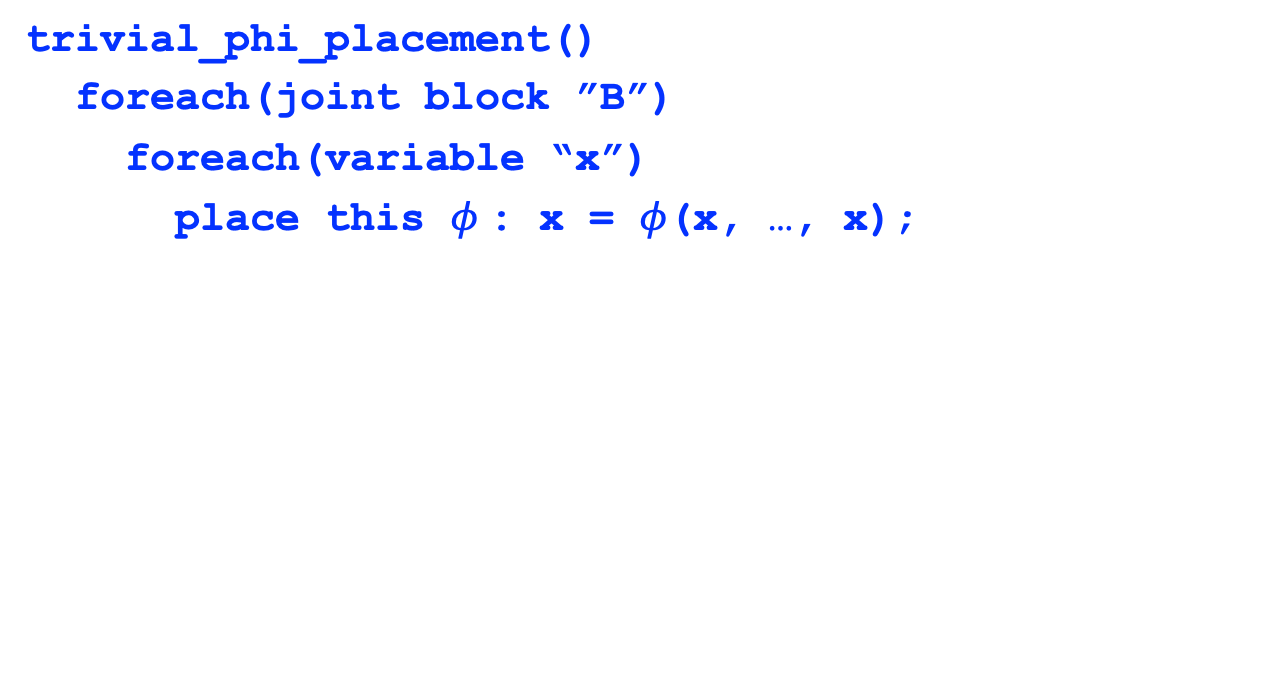 trivial_phi_placement()
foreach(joint block ”B”)
foreach(variable “x”)
place this ϕ : x = ϕ(x, …, x);